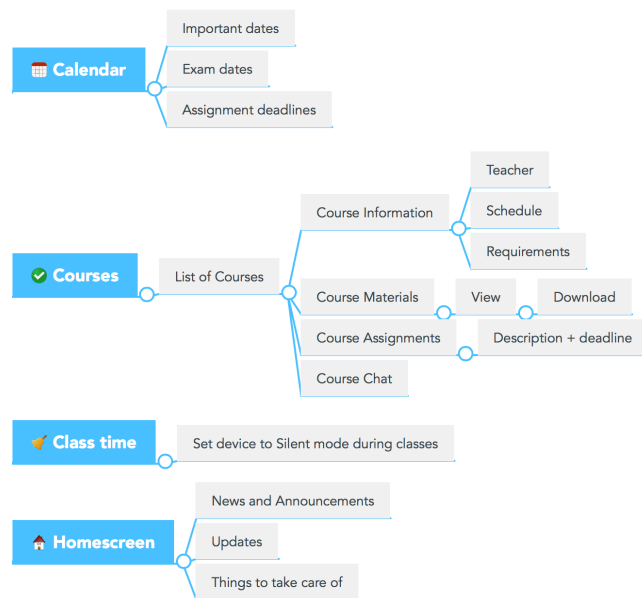 Calendar
Important dates
Exam dates
Assignment deadlines
Courses
List of Courses
Course Information
Teacher
Schedule
Requirements
Course Materials
View
Download
Course Assignments
Description + deadline
Course Chat
Class time
Set device to Silent mode during classes
Homescreen
News and Announcements
Updates
Things to take care of